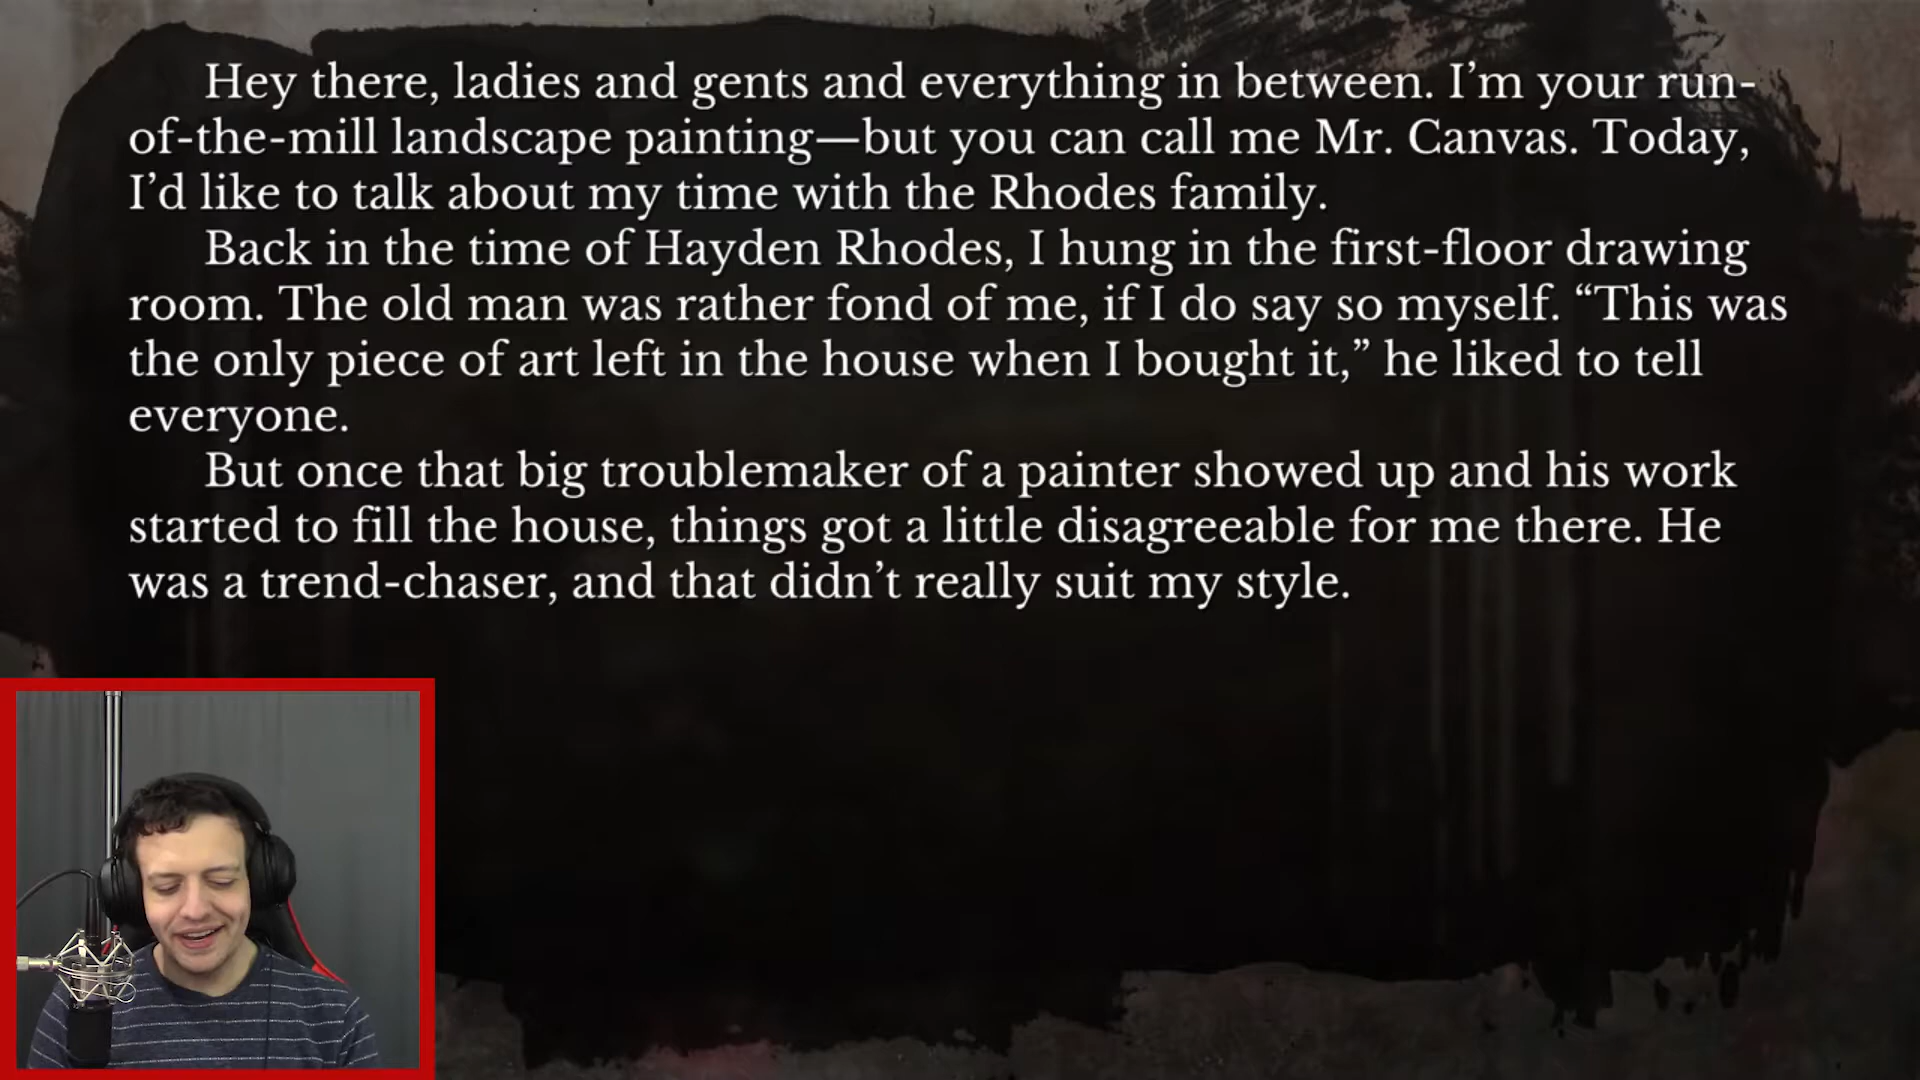 Hey there, ladies and gents and everything in between. I’m your run-
of-the-mill landscape painting—but you can call me Mr. Canvas. Today,
I’d like to talk about my time with the Rhodes family.
Back in the time of Hayden Rhodes, I hung in the first-floor drawing
room. The old man was rather fond of me, if I do say so myself. “This was
the only piece of art left in the house when I bought it,” he liked to tell
everyone.
But once that big troublemaker of a painter showed up and his work
started to fill the house, things got a little disagreeable for me there. He
was a trend-chaser, and that didn’t really suit my style.